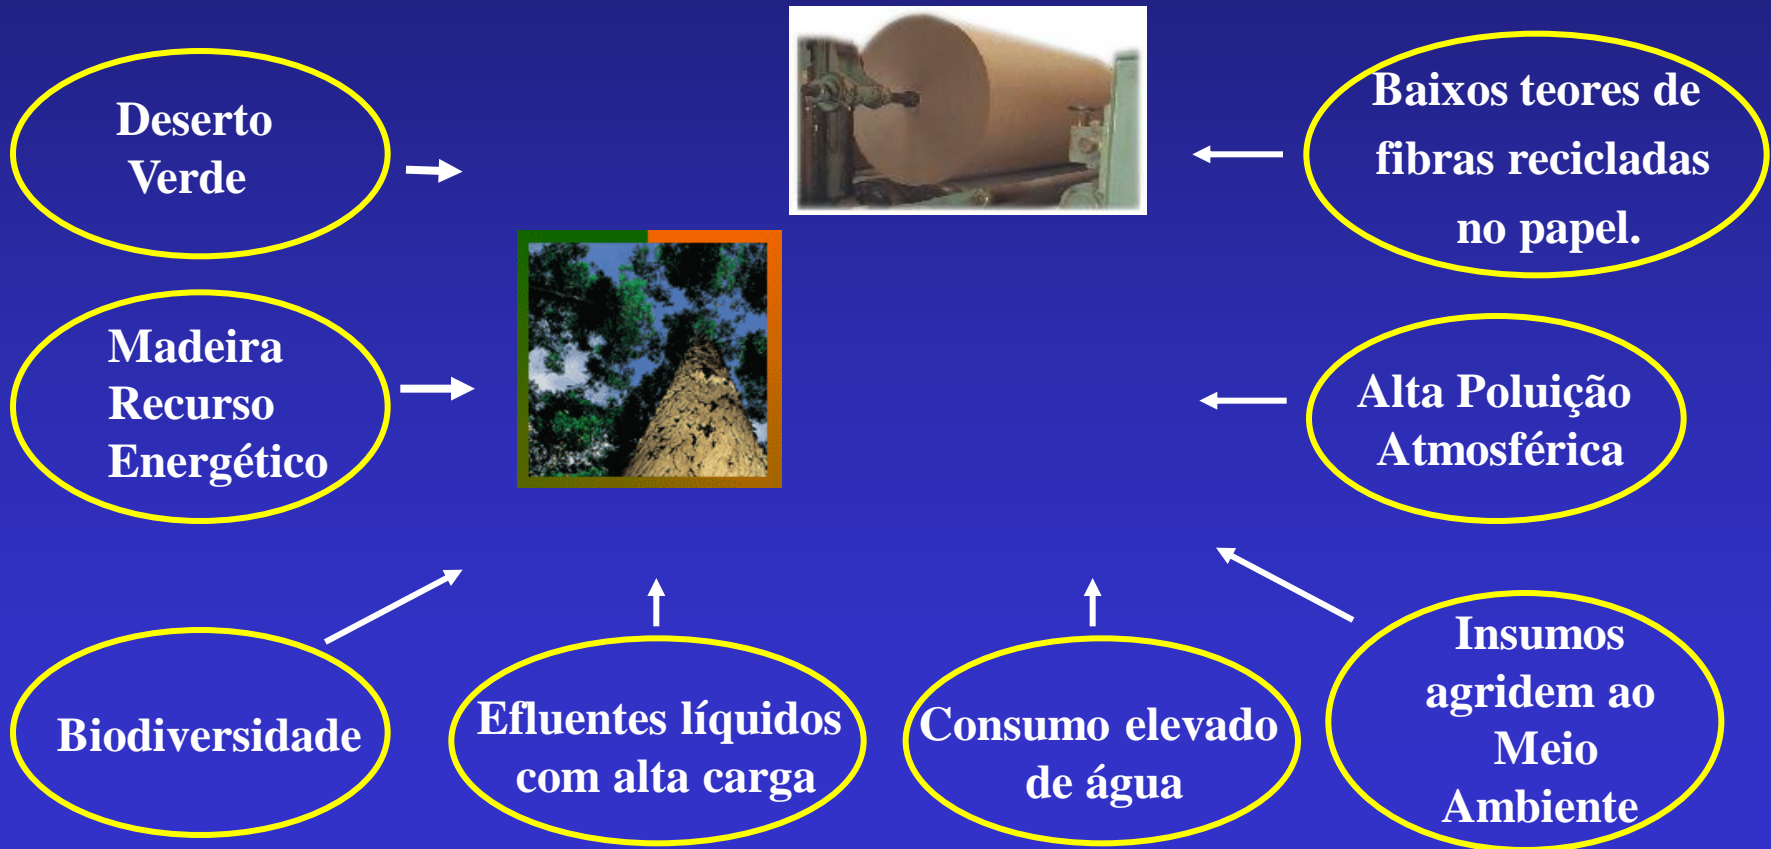 Deserto
Verde
Baixos teores de
fibras recicladas
no papel.
Madeira
Recurso
Energético
Alta Poluição
Atmosférica
Biodiversidade
Efluentes líquidos
com alta carga
Consumo elevado
de água
Insumos
agridem ao
Meio
Ambiente